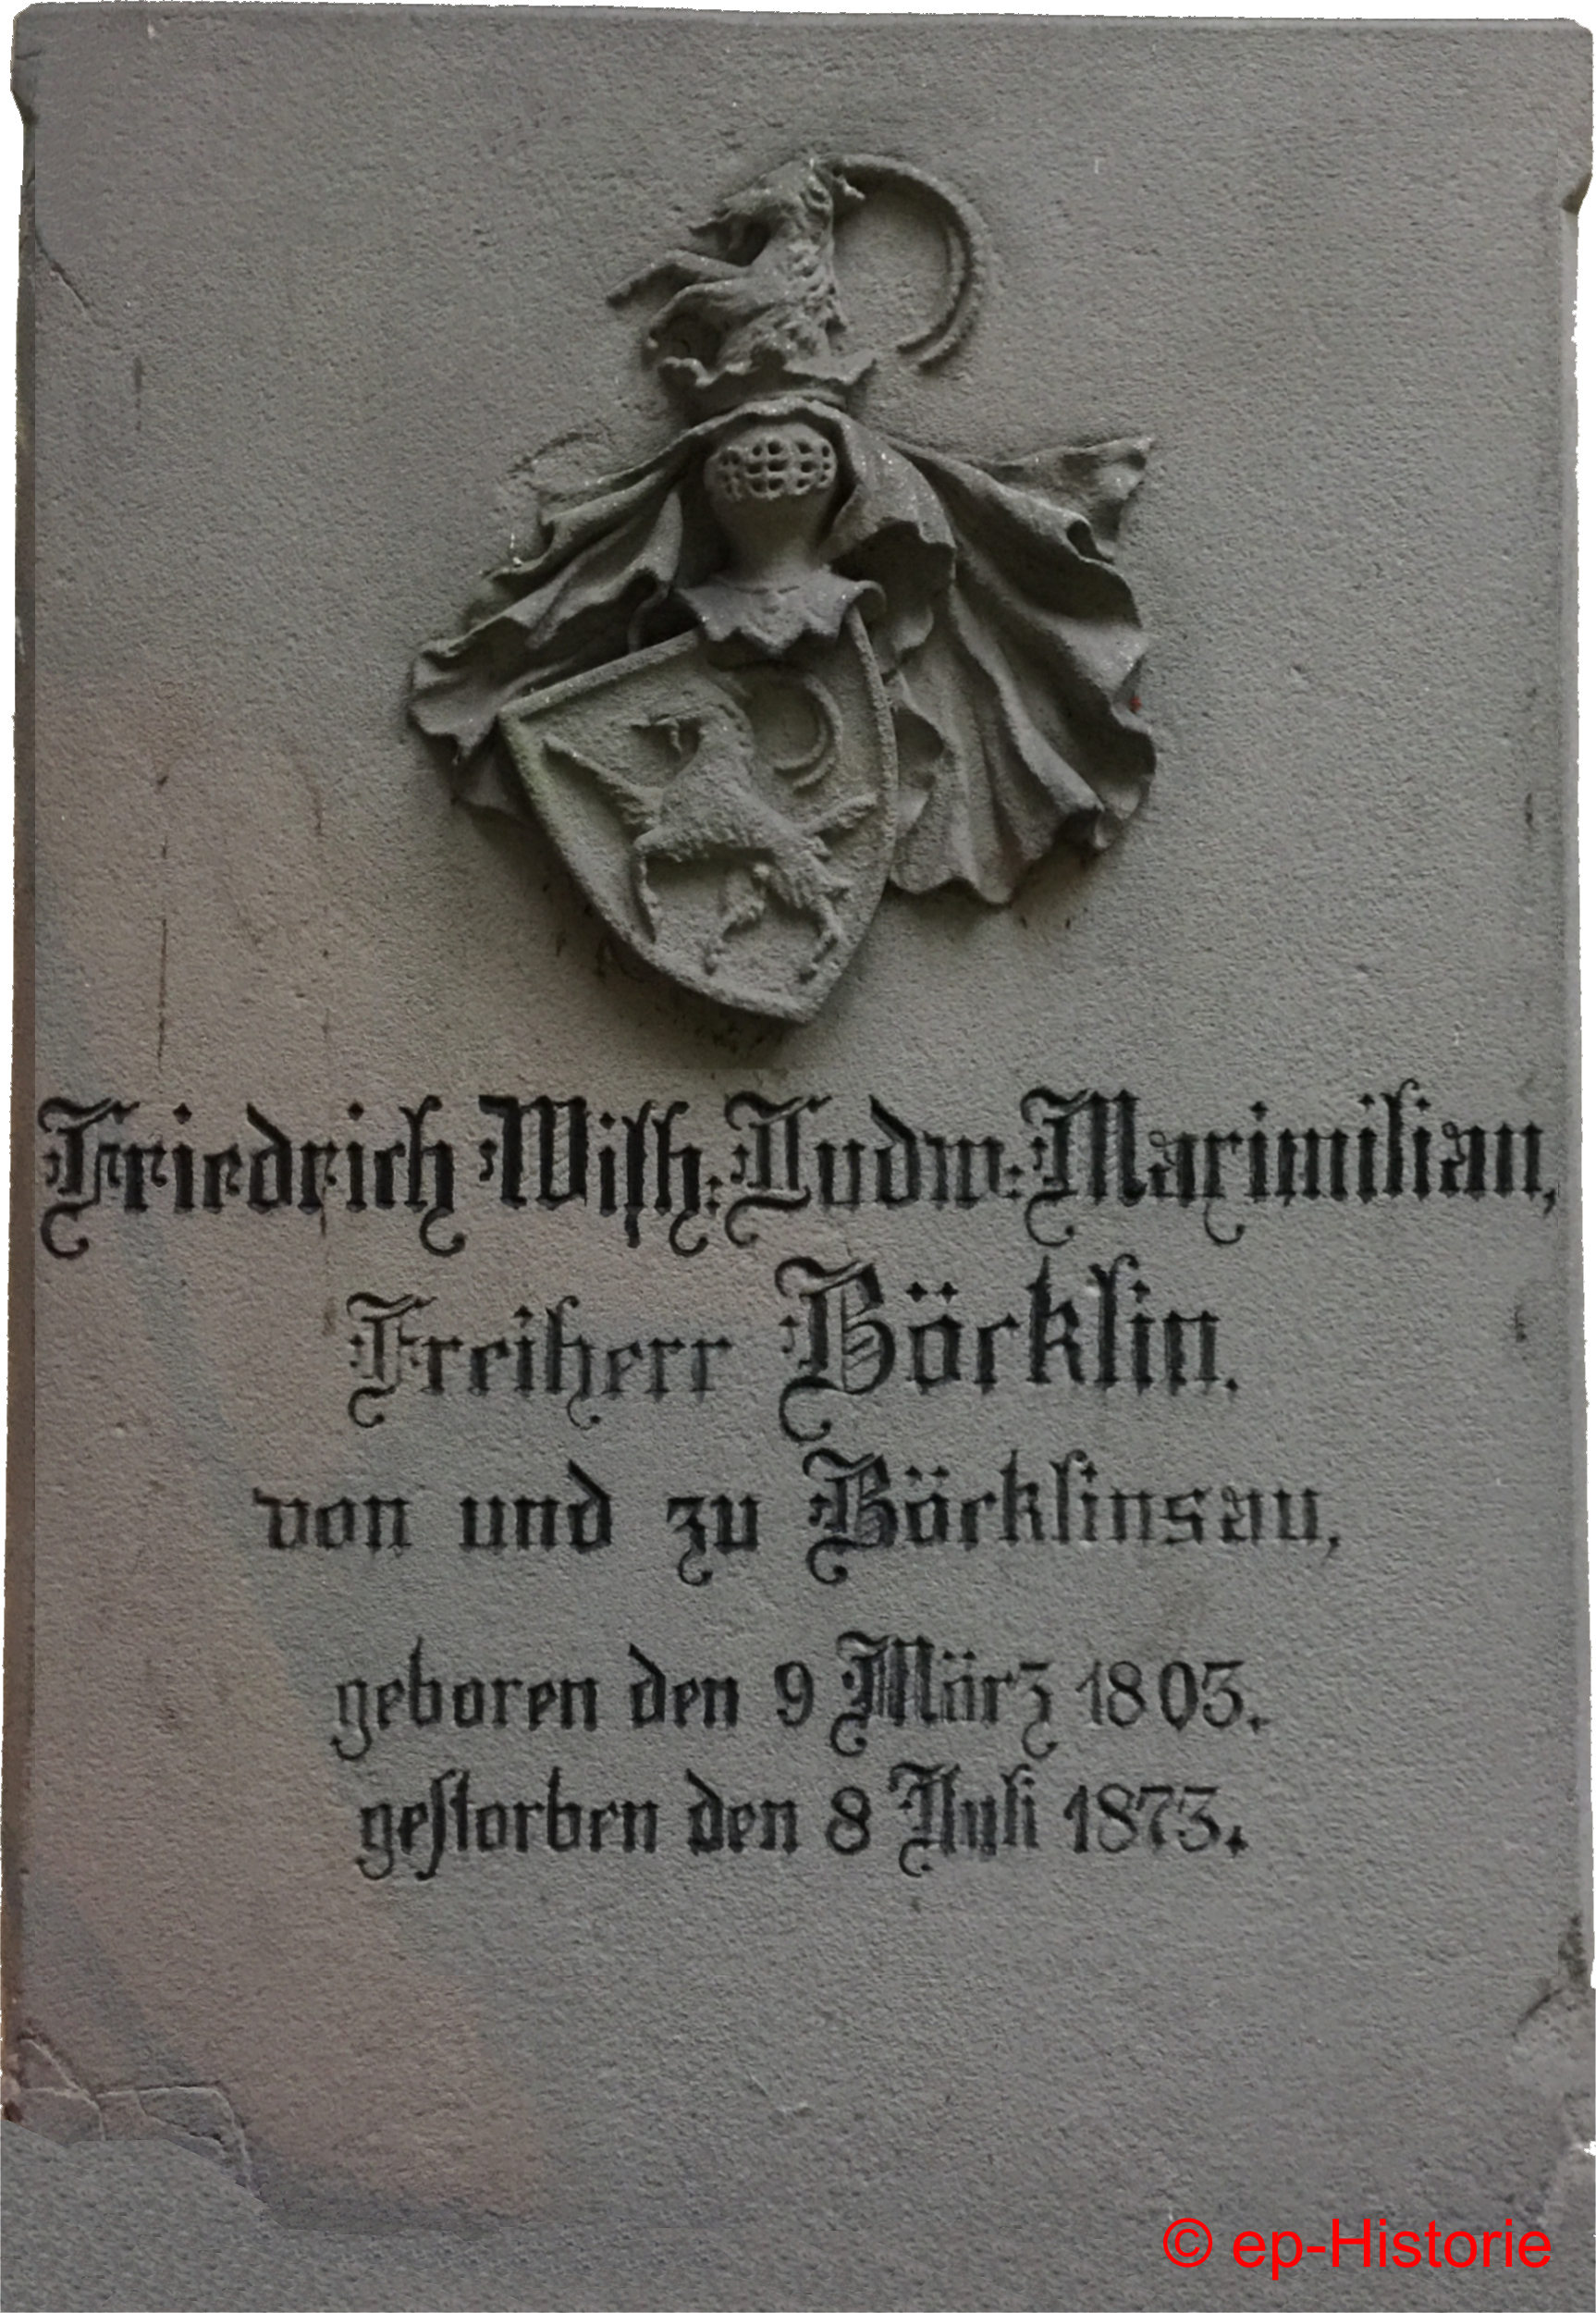 Friedrich Wilh: Ludw: Maximilian,
Freiherr Böcklin.
von und zu Böcklinsau,
geboren den 9 März 1803.
gestorben den 8 Juli 1873.
© ep-Historie